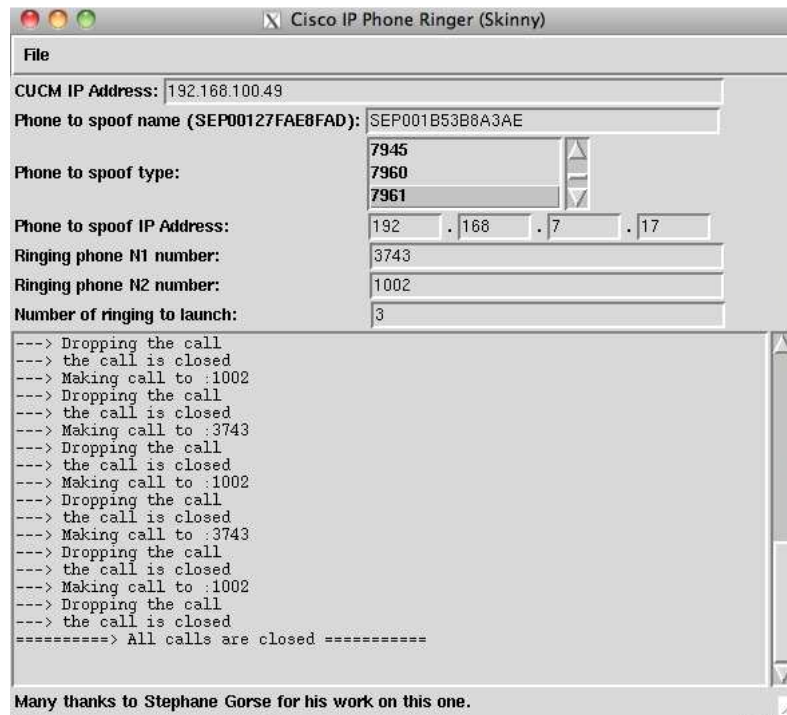 Cisco IP Phone Ringer (Skinny)
File
CUCM IP Address: 192.168.100.49
Phone to spoof name (SEP00127FAE8FAD): SEP001B53B8A3AE
7945
Phone to spoof type: 7960
7961
Phone to spoof IP Address: 192 . 168 . 7 . 17
Ringing phone N1 number: 3743
Ringing phone N2 number: 1002
Number of ringing to launch: 3
---> Dropping the call
---> the call is closed
---> Making call to :1002
---> Dropping the call
---> the call is closed
---> Making call to :3743
---> Dropping the call
---> the call is closed
---> Making call to :1002
---> Dropping the call
---> the call is closed
---> Making call to :3743
---> Dropping the call
---> the call is closed
---> Making call to :1002
---> Dropping the call
---> the call is closed
==========> All calls are closed ===========
Many thanks to Stephane Gorse for his work on this one.